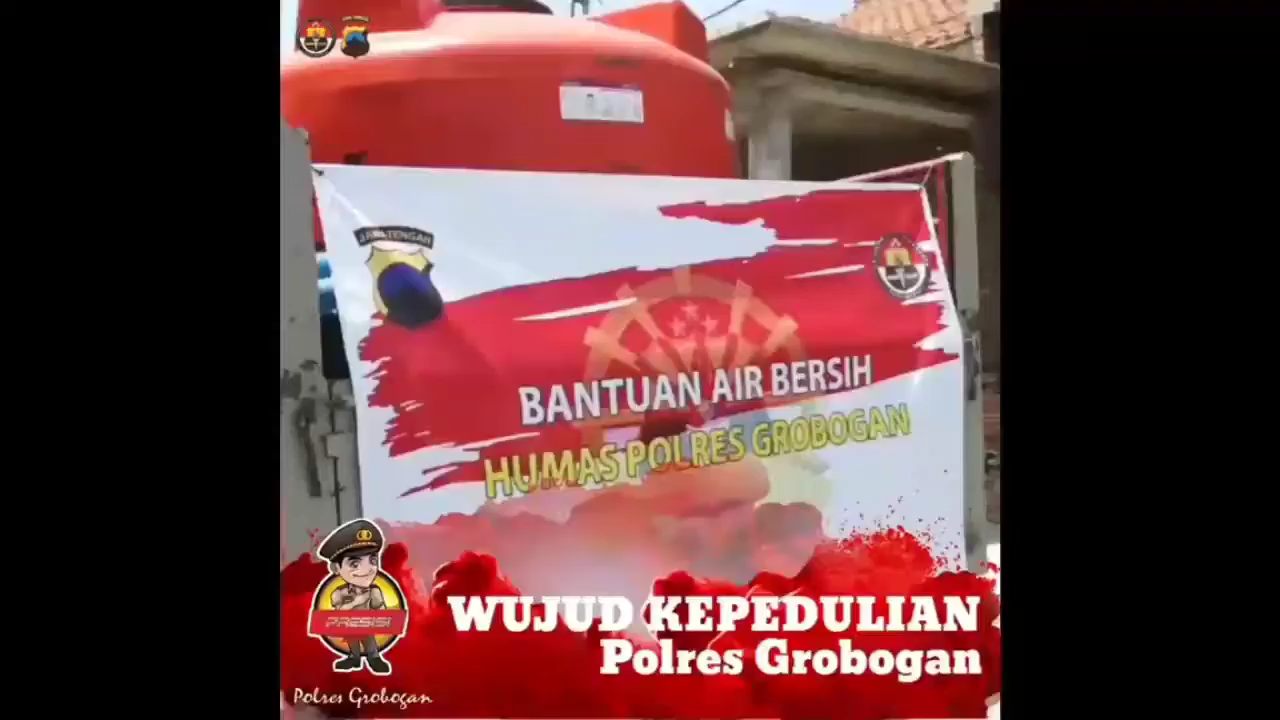 JAWA TENGAH
BANTUAN AIR BERSIH
HUMAS POLRES GROBOGAN
PRESISI
Polres Grobogan
WUJUD KEPEDULIAN
Polres Grobogan